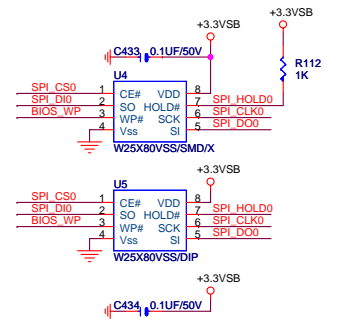 +3.3VSB
+3.3VSB
C433 0.1UF/50V
R112
1K
U4
SPI_CS0 1 CE# VDD 8
SPI_DI0 2 SO HOLD# 7 SPI_HOLD0
BIOS_WP 3 WP# SCK 6 SPI_CLK0
4 Vss SI 5 SPI_DO0
W25X80VSS/SMD/X
+3.3VSB
U5
SPI_CS0 1 CE# VDD 8
SPI_DI0 2 SO HOLD# 7 SPI_HOLD0
BIOS_WP 3 WP# SCK 6 SPI_CLK0
4 Vss SI 5 SPI_DO0
W25X80VSS/DIP
+3.3VSB
C434 0.1UF/50V